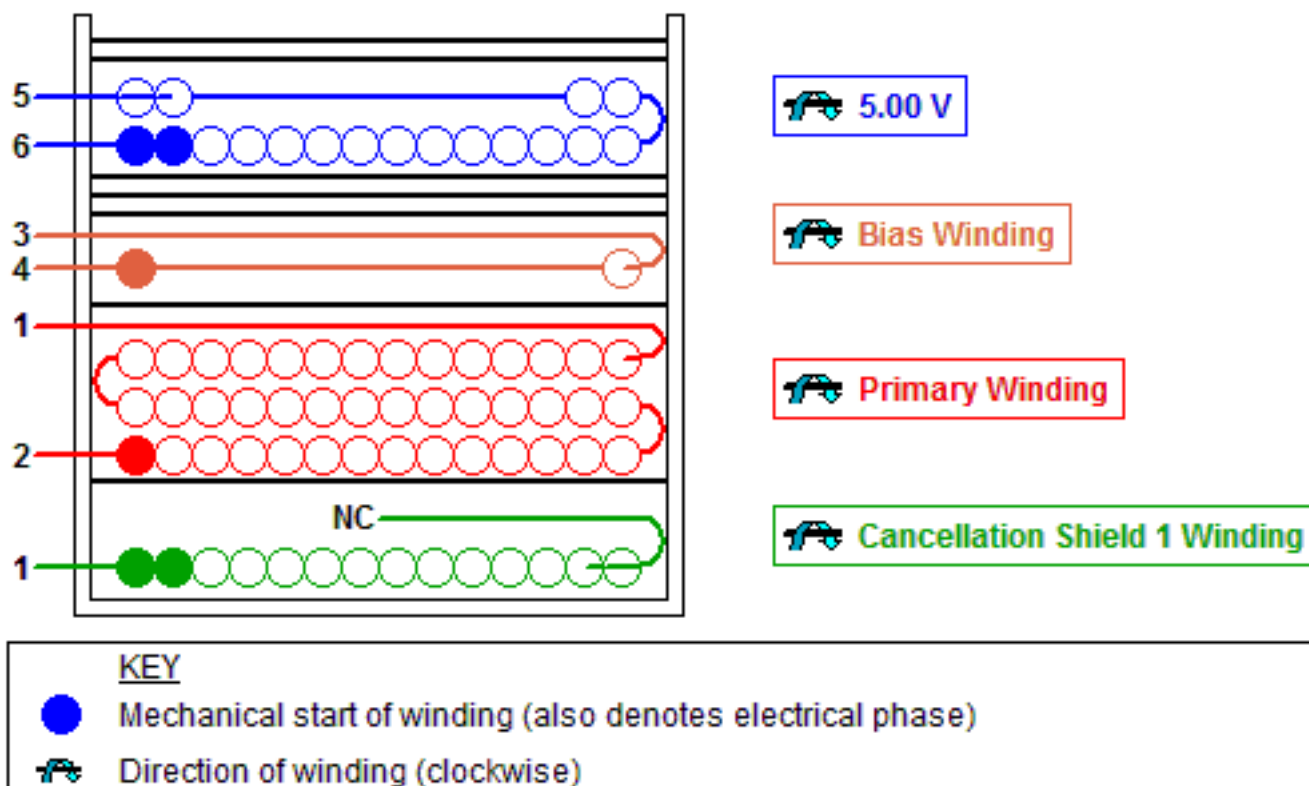 5
5.00 V
6
3
Bias Winding
4
1
Primary Winding
2
NC
Cancellation Shield 1 Winding
1
KEY
Mechanical start of winding (also denotes electrical phase)
Direction of winding (clockwise)